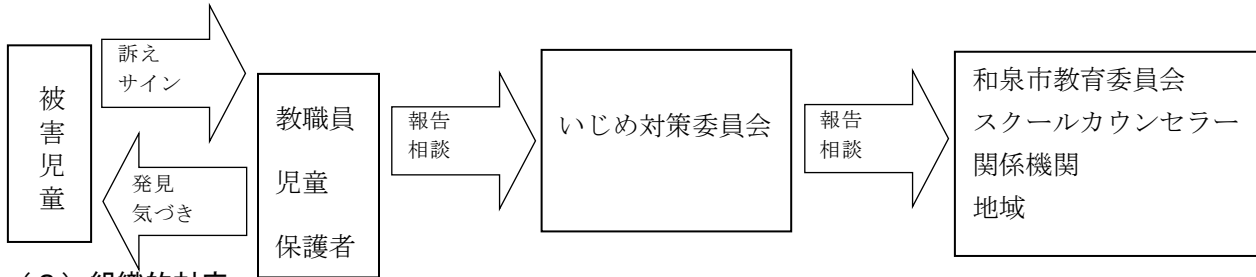 被害児童
訴え
サイン
発見
気づき
教職員
児童
保護者
報告
相談
いじめ対策委員会
報告
相談
和泉市教育委員会
スクールカウンセラー
関係機関
地域